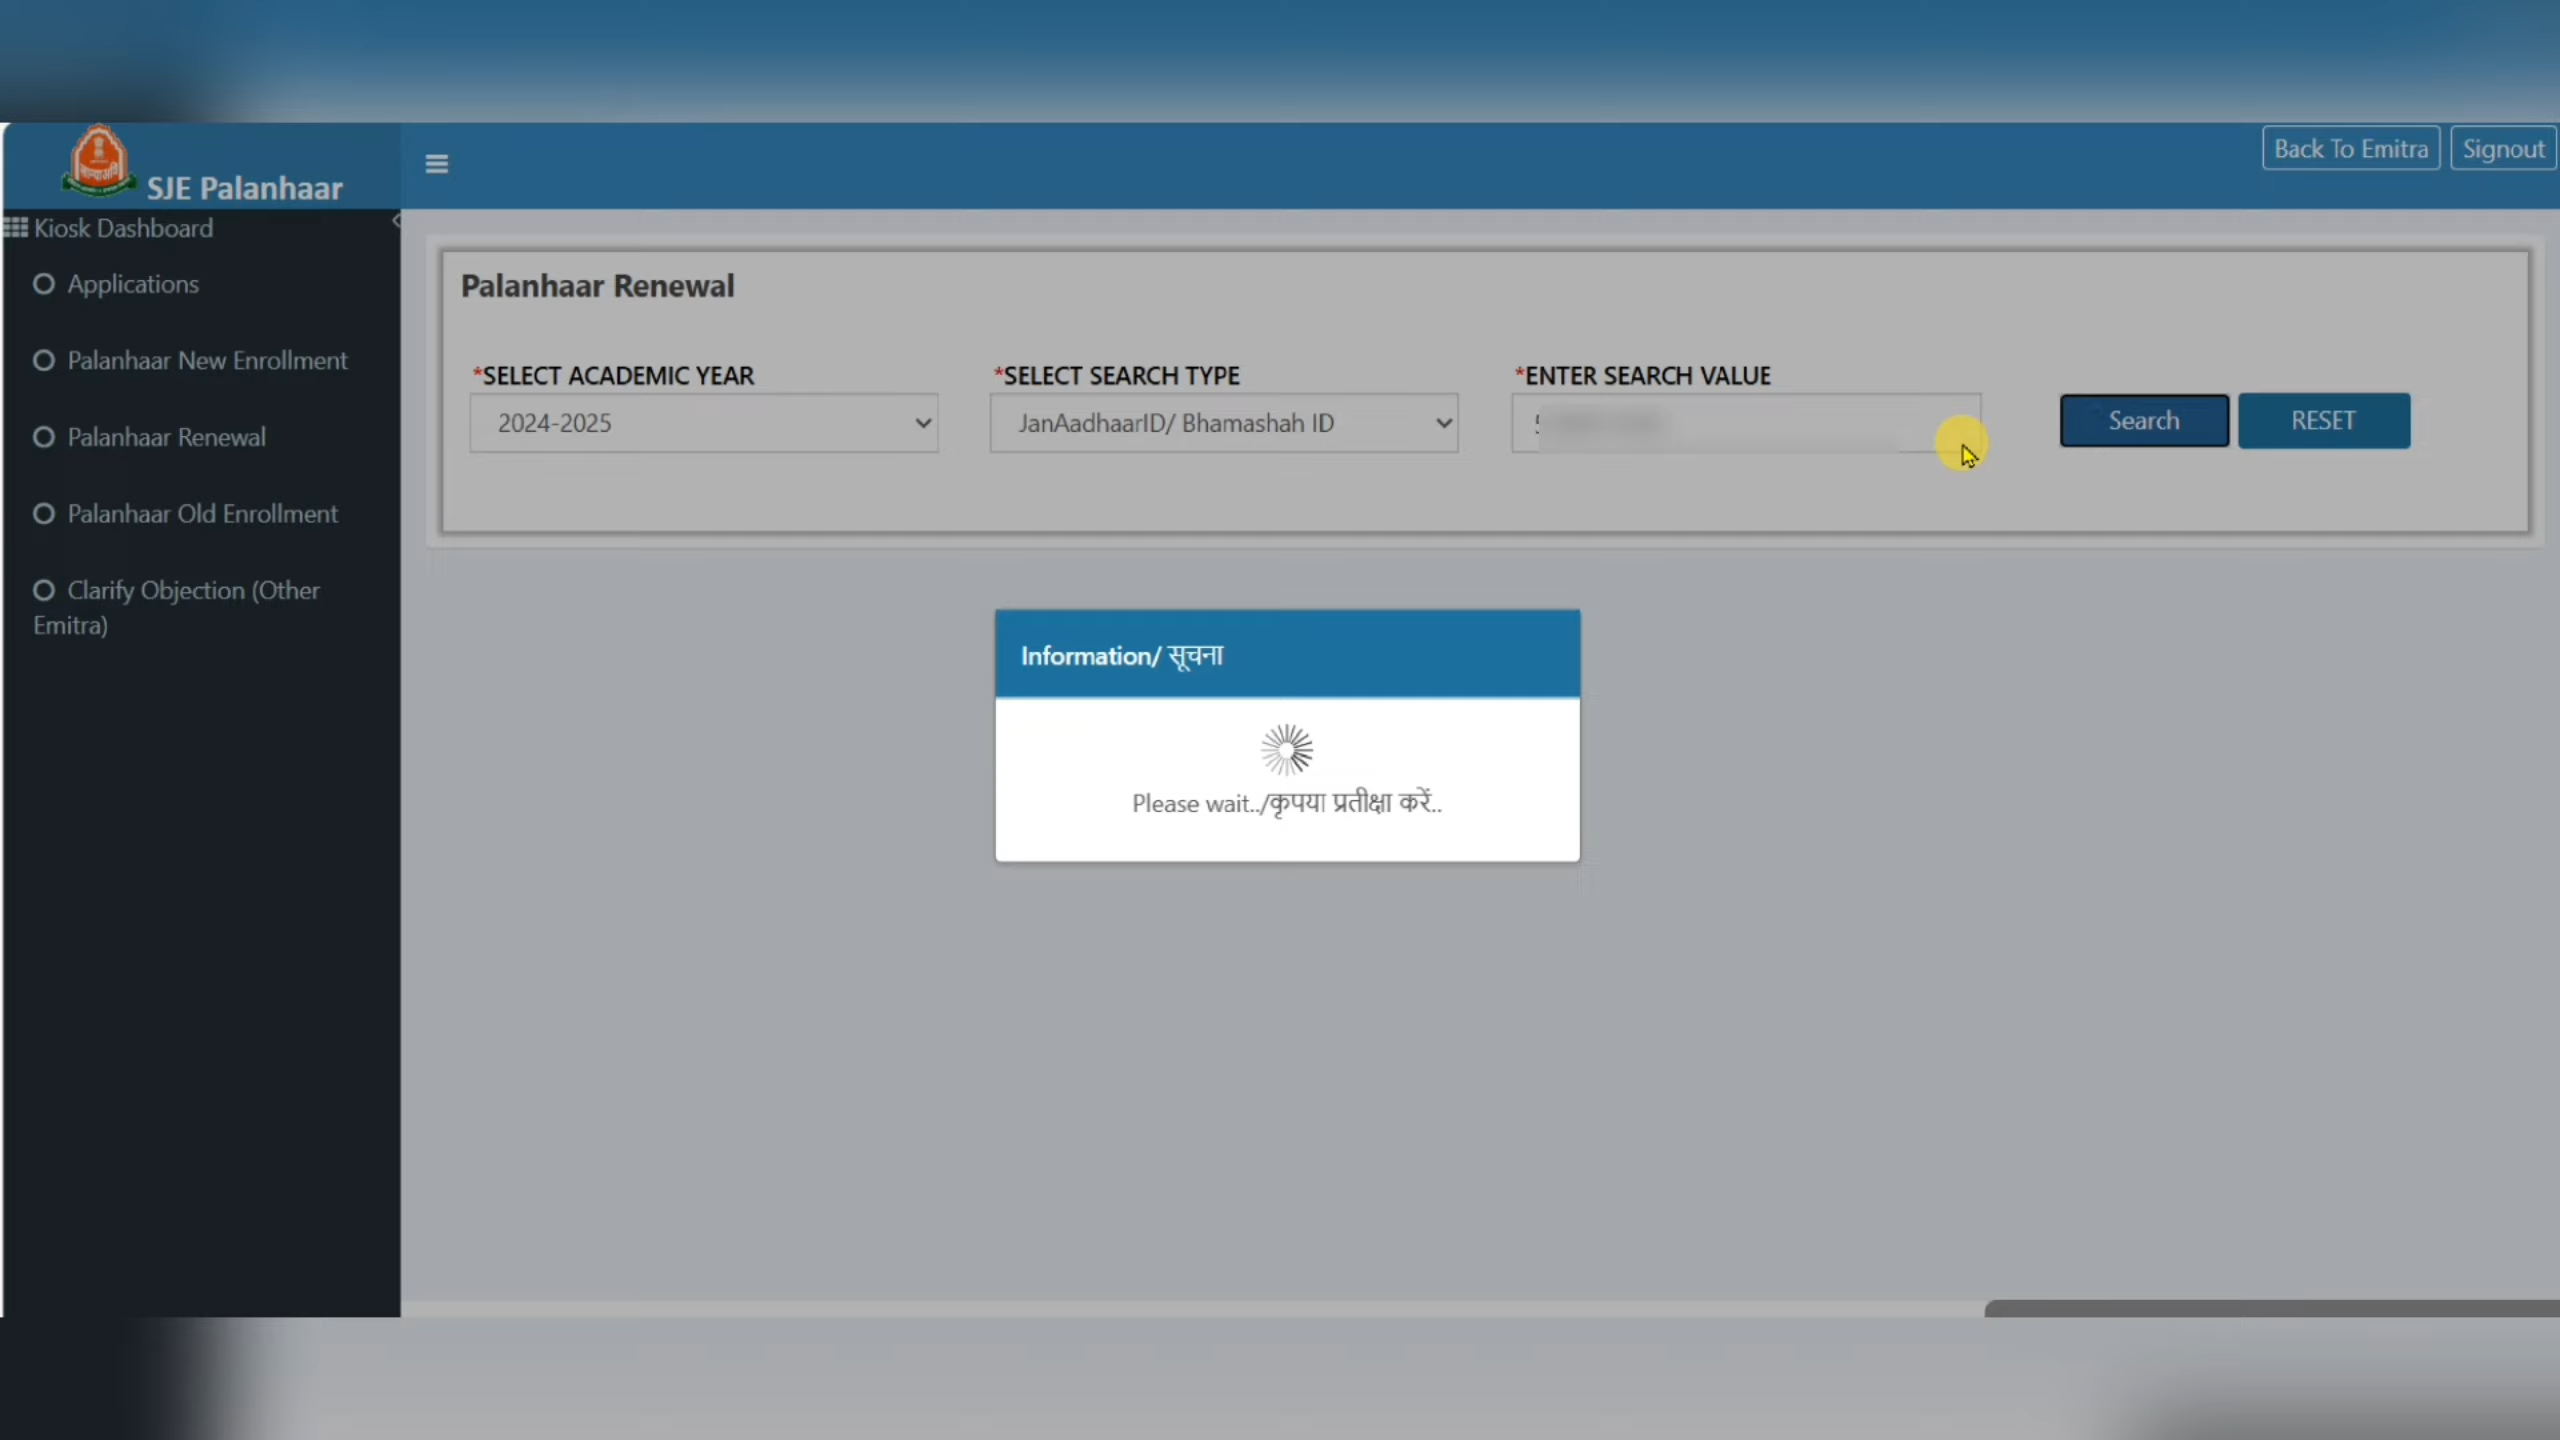 SJE Palanhaar
Back To Emitra
Signout
Kiosk Dashboard
Applications
Palanhaar New Enrollment
Palanhaar Renewal
Palanhaar Old Enrollment
Clarify Objection (Other
Emitra)
Palanhaar Renewal
*SELECT ACADEMIC YEAR
*SELECT SEARCH TYPE
*ENTER SEARCH VALUE
2024-2025
JanAadhaarID/ Bhamashah ID
Search
RESET
Information/ सूचना
Please wait../कृपया प्रतीक्षा करें..